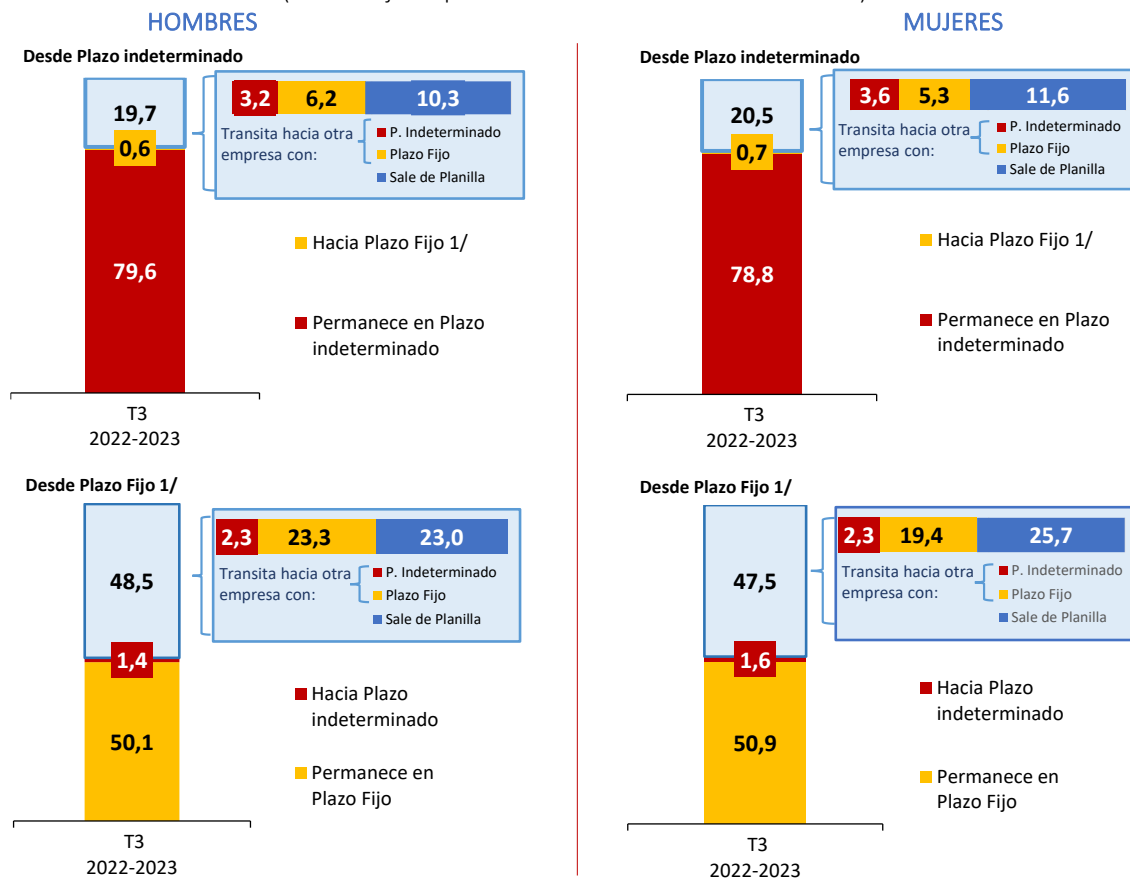 HOMBRES
Desde Plazo indeterminado
19,7
0,6
79,6
3,2 6,2 10,3
Transita hacia otra
empresa con:
P. Indeterminado
Plazo Fijo
Sale de Planilla
Hacia Plazo Fijo 1/
Permanece en Plazo
indeterminado
T3
2022-2023
Desde Plazo Fijo 1/
48,5
1,4
50,1
2,3 23,3 23,0
Transita hacia otra
empresa con:
P. Indeterminado
Plazo Fijo
Sale de Planilla
Hacia Plazo
indeterminado
Permanece en
Plazo Fijo
T3
2022-2023
MUJERES
Desde Plazo indeterminado
20,5
0,7
78,8
3,6 5,3 11,6
Transita hacia otra
empresa con:
P. Indeterminado
Plazo Fijo
Sale de Planilla
Hacia Plazo Fijo 1/
Permanece en Plazo
indeterminado
T3
2022-2023
Desde Plazo Fijo 1/
47,5
1,6
50,9
2,3 19,4 25,7
Transita hacia otra
empresa con:
P. Indeterminado
Plazo Fijo
Sale de Planilla
Hacia Plazo
indeterminado
Permanece en
Plazo Fijo
T3
2022-2023